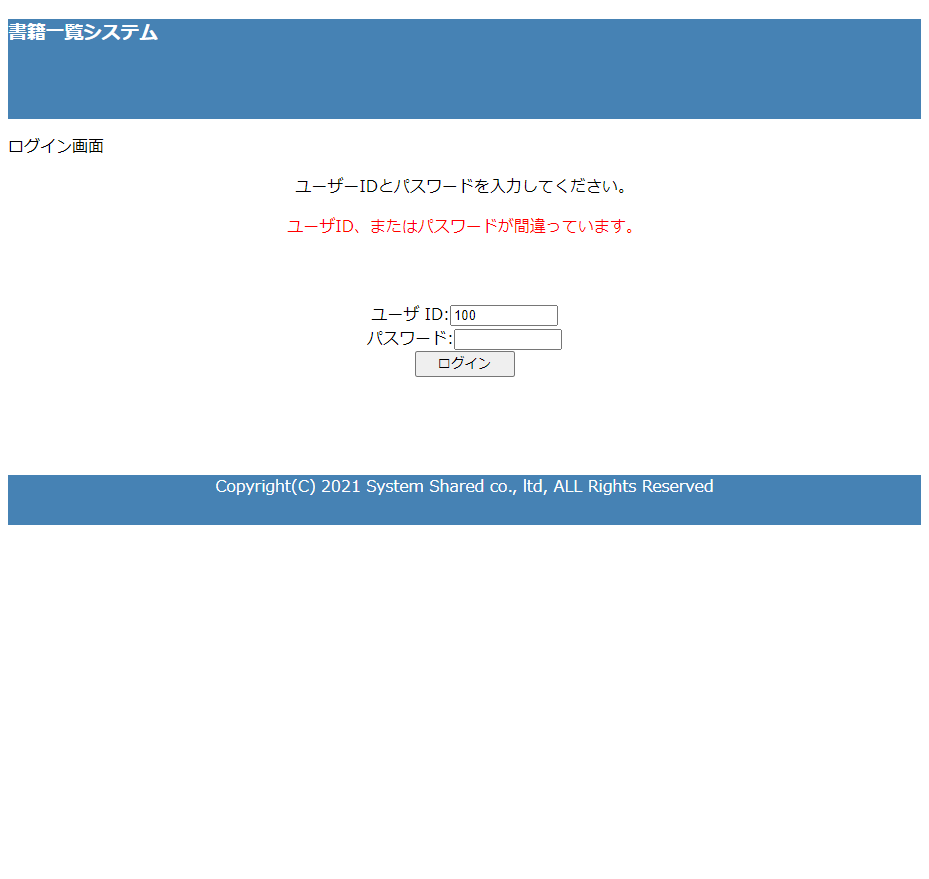 書籍一覧システム
ログイン画面
ユーザーIDとパスワードを入力してください。
ユーザID、またはパスワードが間違っています。
ユーザ ID:100
パスワード:
ログイン
Copyright(C) 2021 System Shared co., ltd, ALL Rights Reserved